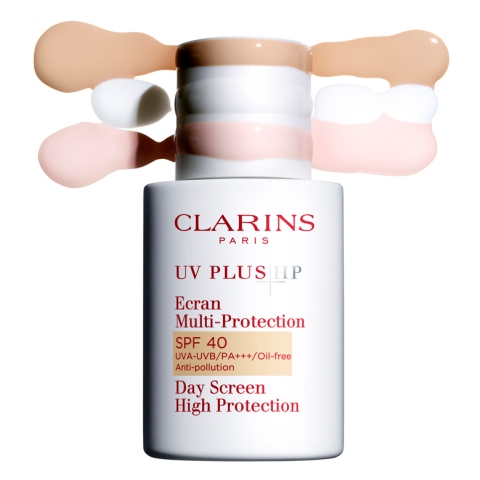 CLARINS
PARIS
UV PLUS HP
Ecran
Multi-Protection
SPF 40
UVA-UVB/PA+++/Oil-free
Anti-pollution
Day Screen
High Protection